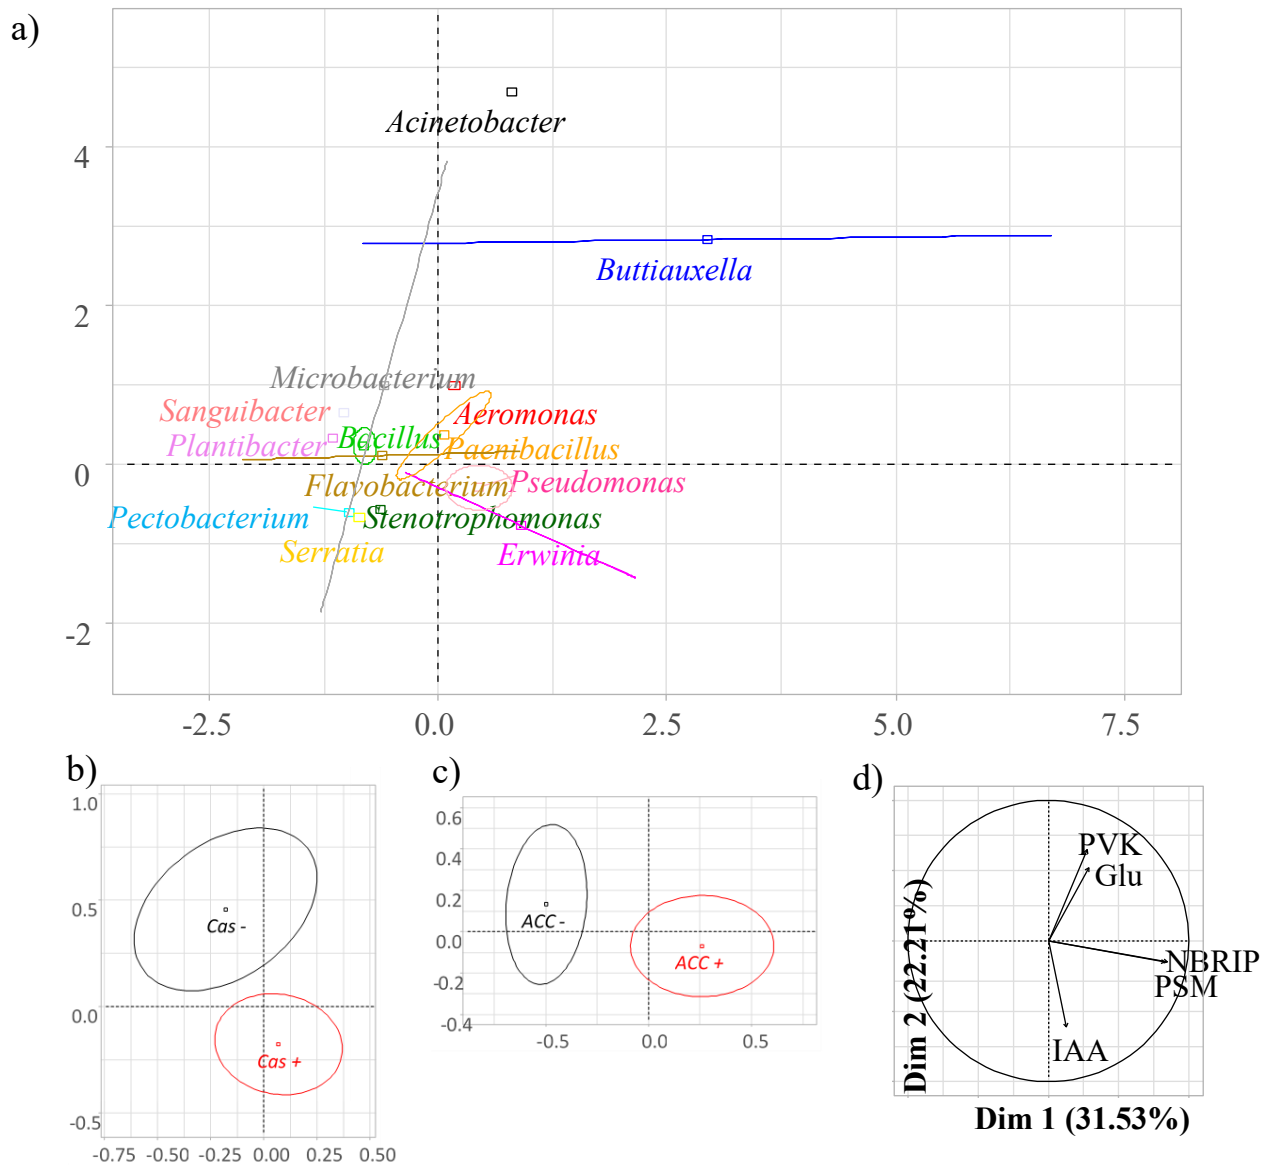 a)
Acinetobacter
4
Buttiauxella
2
Microbacterium
Sanguibacter
Aeromonas
Plantibacter
Bacillus
Paenibacillus
0
Flavobacterium
Pseudomonas
Pectobacterium
Stenotrophomonas
Serratia
Erwinia
-2
-2.5 0.0 2.5 5.0 7.5
b)
1.0
0.5
0.0
-0.5
Cas -
Cas +
-0.75 -0.25 0.00 0.25 0.50
c)
0.6
0.4
0.2
0.0
-0.2
-0.4
ACC -
ACC +
-0.5 0.0 0.5
d)
PVK
Glu
NBRIP
PSM
IAA
Dim 2 (22.21%)
Dim 1 (31.53%)